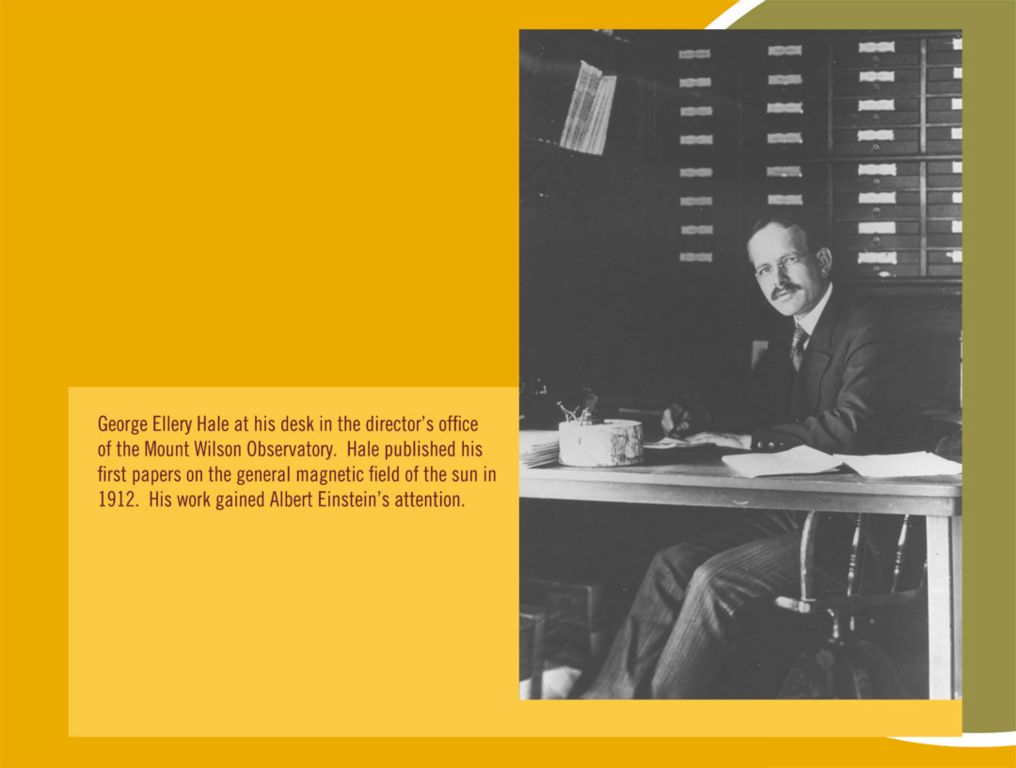 George Ellery Hale at his desk in the director’s office
of the Mount Wilson Observatory.  Hale published his
first papers on the general magnetic field of the sun in
1912.  His work gained Albert Einstein’s attention.